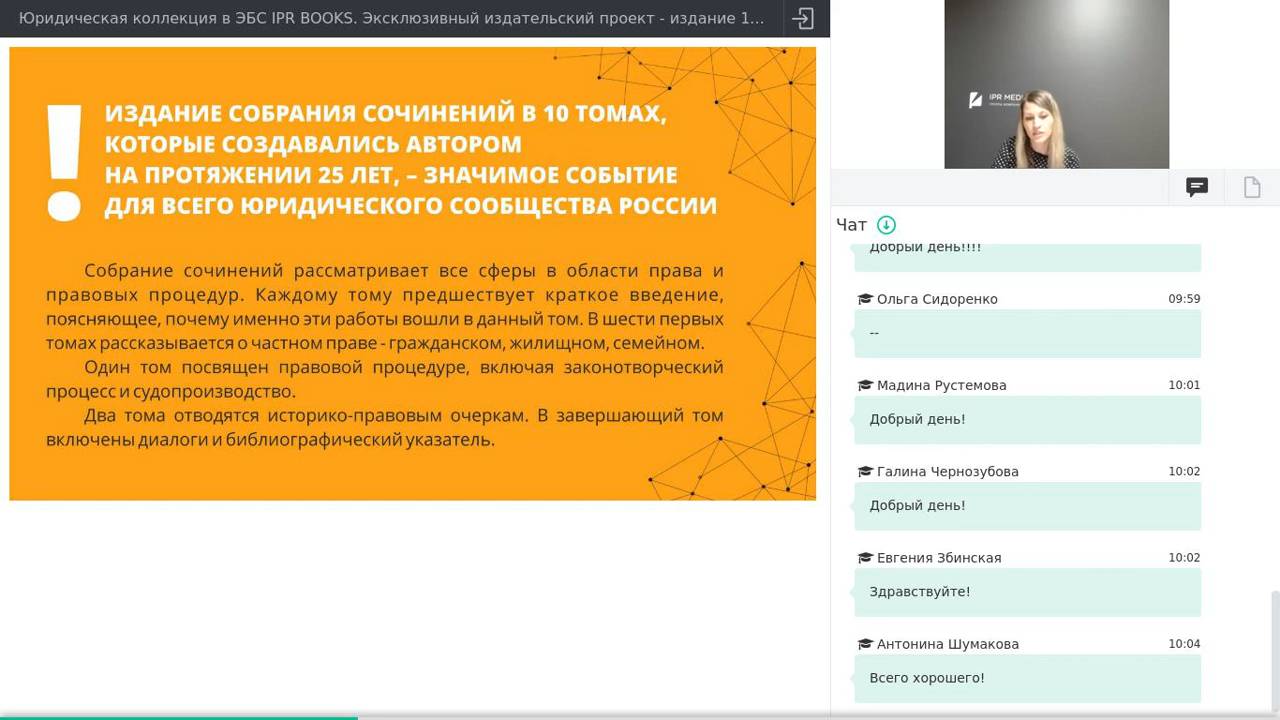 Юридическая коллекция в ЭБС IPR BOOKS. Эксклюзивный издательский проект - издание 1...
! ИЗДАНИЕ СОБРАНИЯ СОЧИНЕНИЙ В 10 ТОМАХ,
КОТОРЫЕ СОЗДАВАЛИСЬ АВТОРОМ
НА ПРОТЯЖЕНИИ 25 ЛЕТ, – ЗНАЧИМОЕ СОБЫТИЕ
ДЛЯ ВСЕГО ЮРИДИЧЕСКОГО СООБЩЕСТВА РОССИИ
Собрание сочинений рассматривает все сферы в области права и
правовых процедур. Каждому тому предшествует краткое введение,
поясняющее, почему именно эти работы вошли в данный том. В шести первых
томах рассказывается о частном праве - гражданском, жилищном, семейном.
Один том посвящен правовой процедуре, включая законотворческий
процесс и судопроизводство.
Два тома отводятся историко-правовым очеркам. В завершающий том
включены диалоги и библиографический указатель.
IPR MEDI
Чат
Добрый день!!!!
Ольга Сидоренко 09:59
--
Мадина Рустемова 10:01
Добрый день!
Галина Чернозубова 10:02
Добрый день!
Евгения Збинская 10:02
Здравствуйте!
Антонина Шумакова 10:04
Всего хорошего!